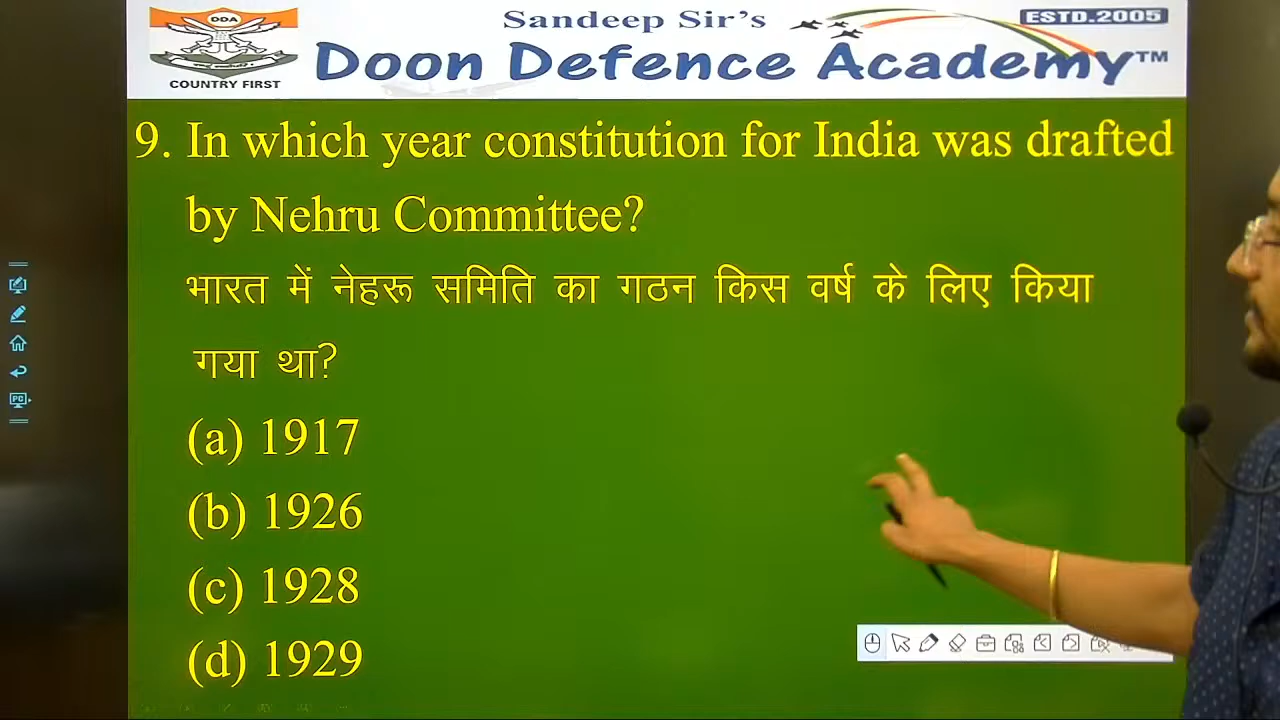 DDA
COUNTRY FIRST
Sandeep Sir's
ESTD.2005
Doon Defence Academy™
9. In which year constitution for India was drafted
by Nehru Committee?
भारत में नेहरू समिति का गठन किस वर्ष के लिए किया
गया था?
(a) 1917
(b) 1926
(c) 1928
(d) 1929
PC